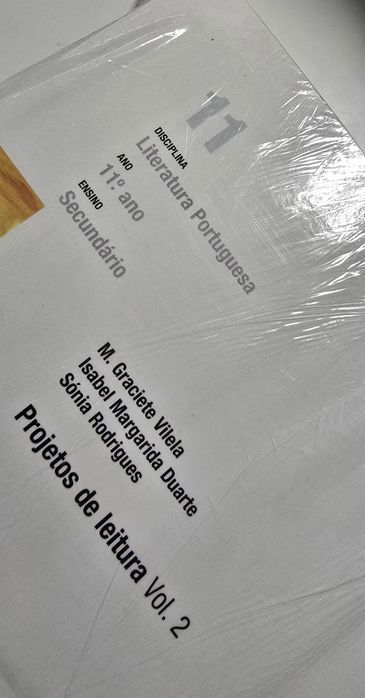 11
DISCIPLINA
Literatura Portuguesa
ANO
11.º ano
ENSINO
Secundário
M. Graciete Vilela
Isabel Margarida Duarte
Sónia Rodrigues
Projetos de leitura Vol. 2